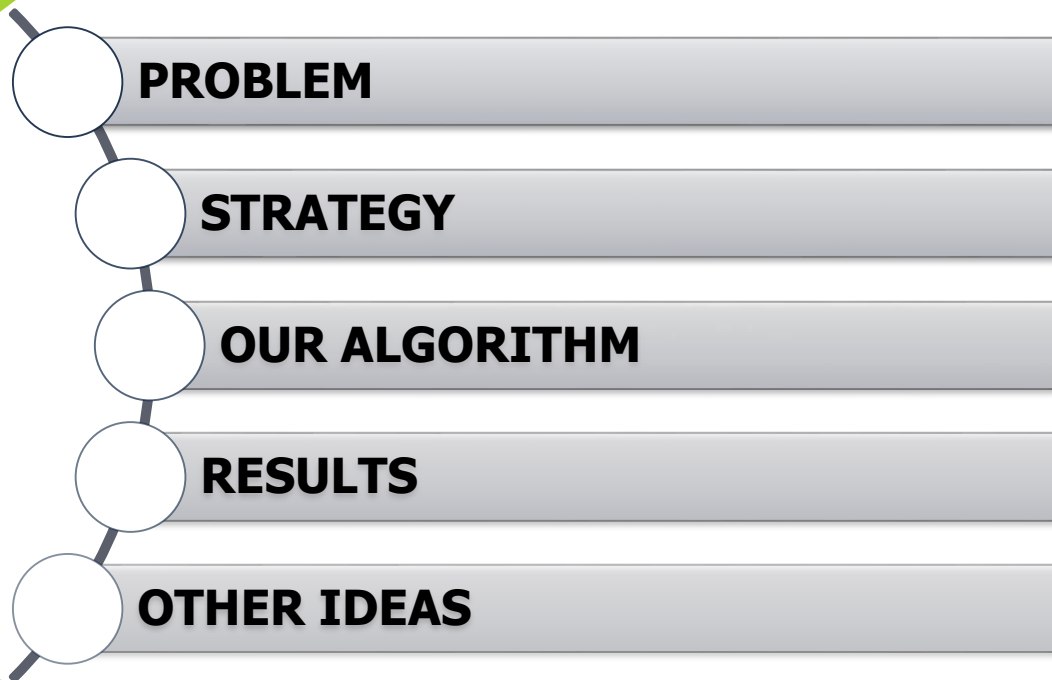 PROBLEM
STRATEGY
OUR ALGORITHM
RESULTS
OTHER IDEAS